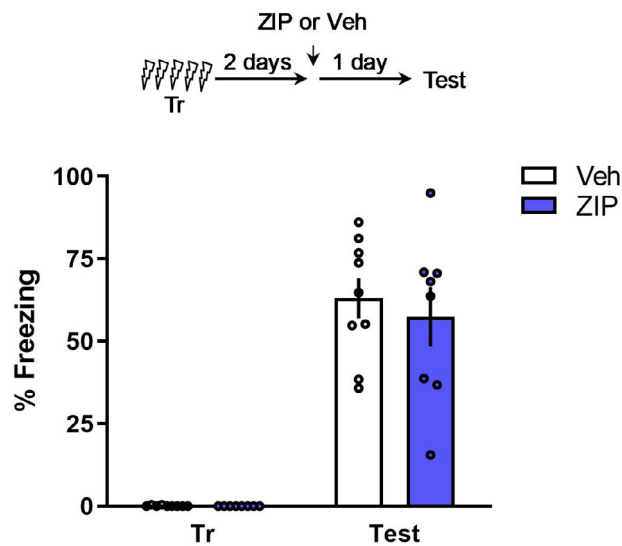 ZIP or Veh
2 days
1 day
Test
Tr
Veh
ZIP
100
75
50
25
0
% Freezing
Tr
Test